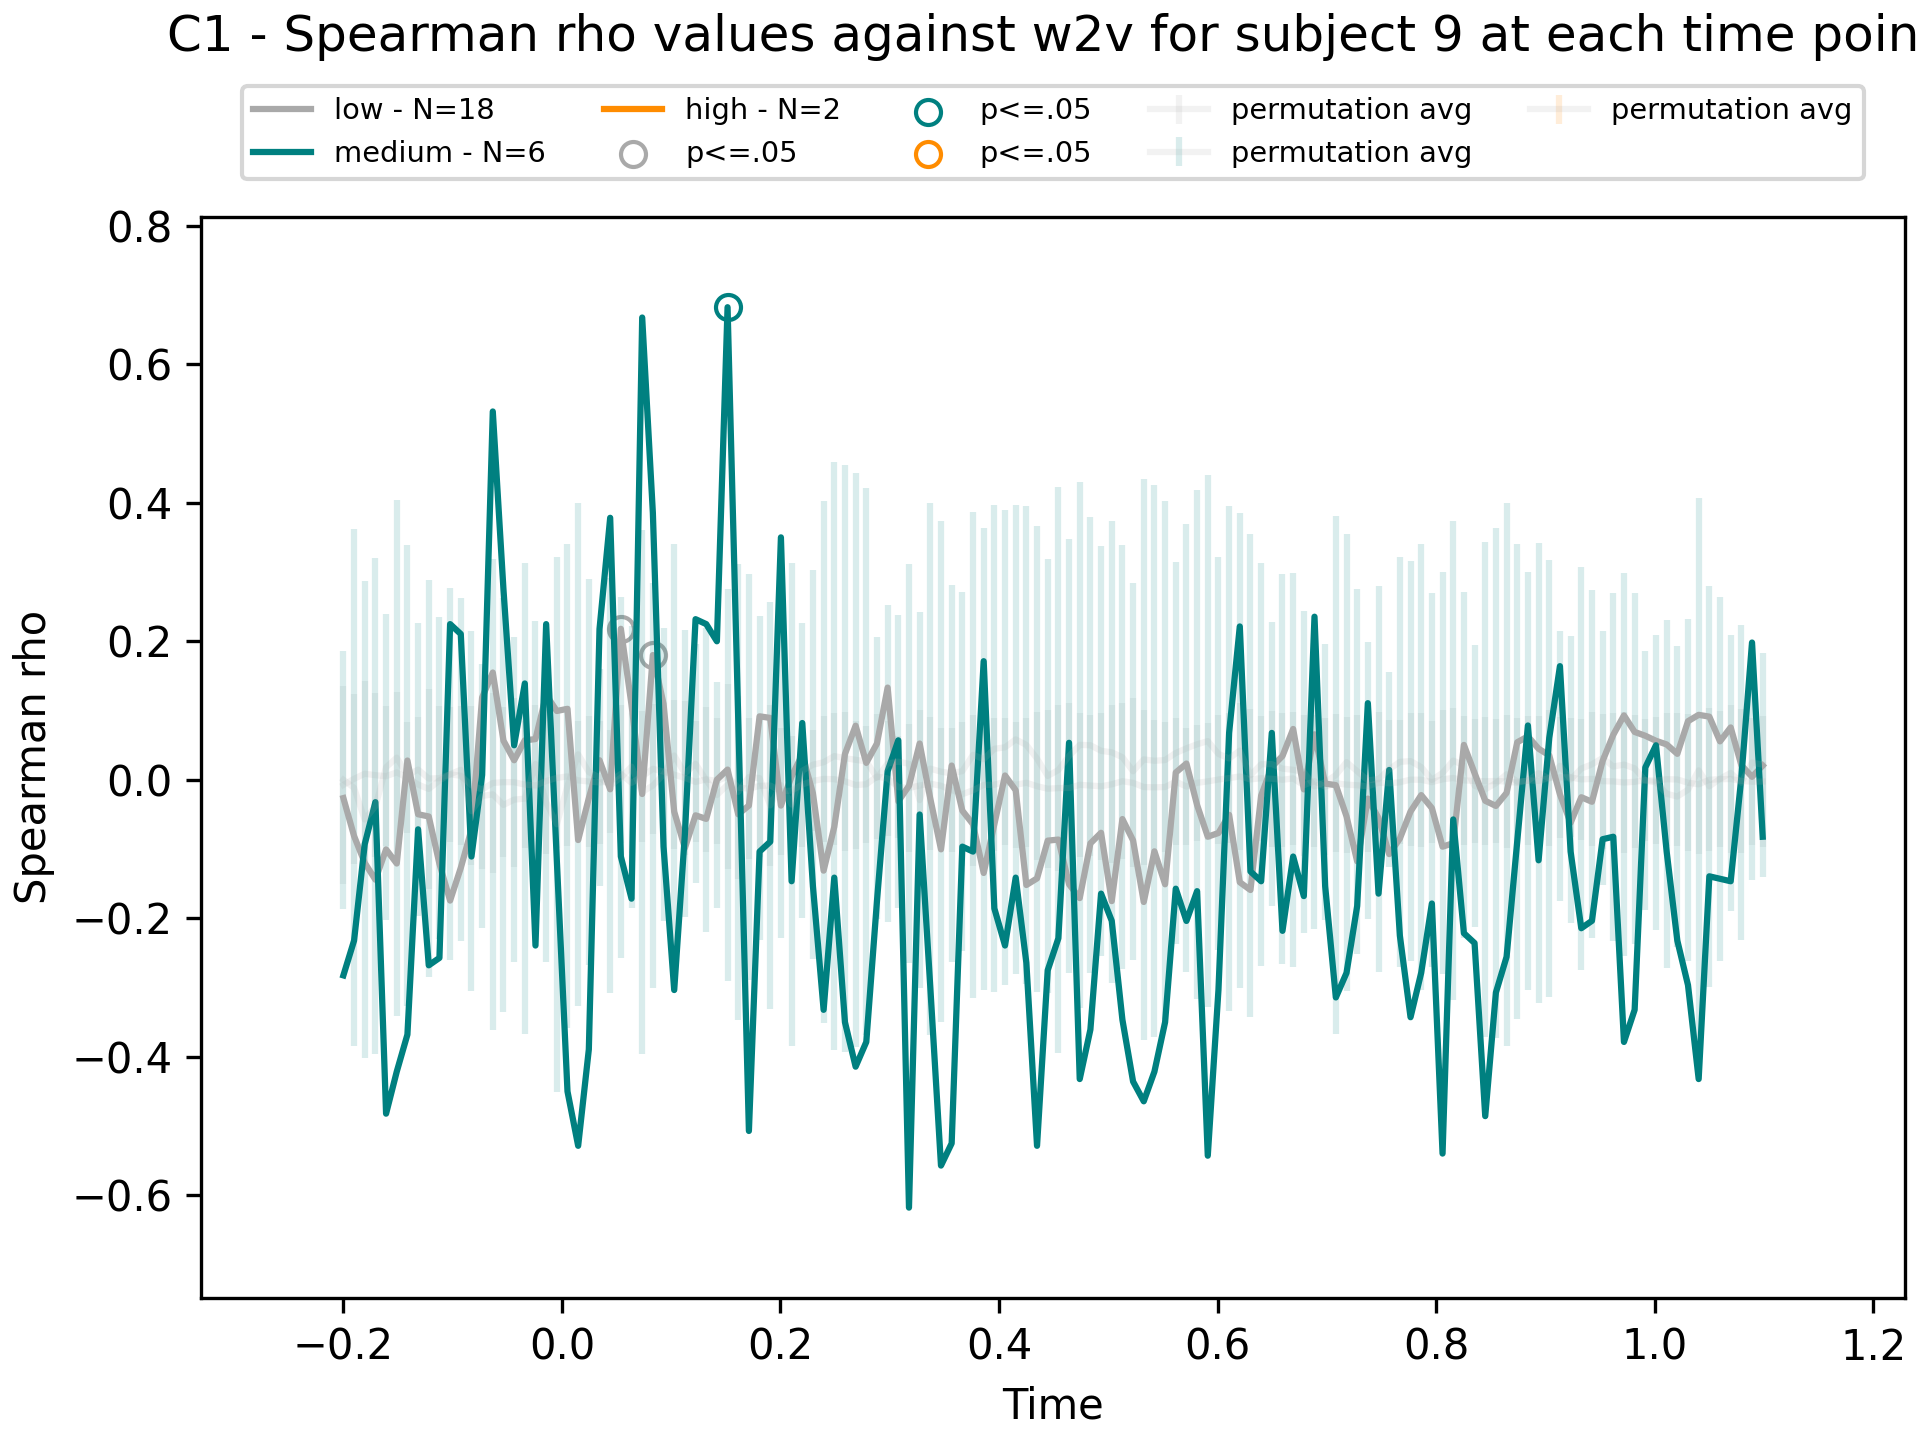 C1 - Spearman rho values against w2v for subject 9 at each time poin
low - N=18
high - N=2
p<=.05
permutation avg
permutation avg
medium - N=6
p<=.05
p<=.05
permutation avg
0.8
0.6
0.4
0.2
0.0
−0.2
−0.4
−0.6
Spearman rho
−0.2 0.0 0.2 0.4 0.6 0.8 1.0 1.2
Time